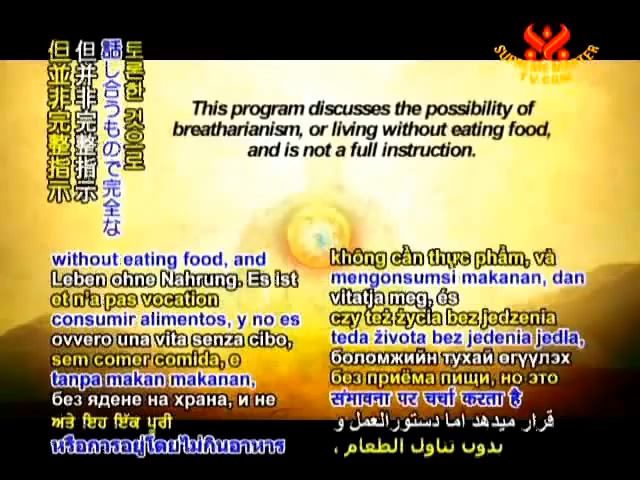 SUPREME MASTER
TV.COM
This program discusses the possibility of
breatharianism, or living without eating food,
and is not a full instruction.
但並非完整指示
但并非完整指示
話し合うもので完全な
토론한 것으로
without eating food, and
Leben ohne Nahrung. Es ist
et n'a pas vocation
consumir alimentos, y no es
ovvero una vita senza cibo,
sem comer comida, e
tanpa makan makanan,
без ядене на храна, и не
ਅਤੇ ਇਹ ਇੱਕ ਪੂਰੀ
หรือการอยู่โดยไม่กินอาหาร
không cần thực phẩm, và
mengonsumsi makanan, dan
vitatja meg, és
czy też życia bez jedzenia
teda života bez jedenia jedla,
боломжийн тухай өгүүлэх
без приёма пищи, но это
संभावना पर चर्चा करता है
قرار میدهد اما دستورالعمل و
بدون تناول الطعام ،